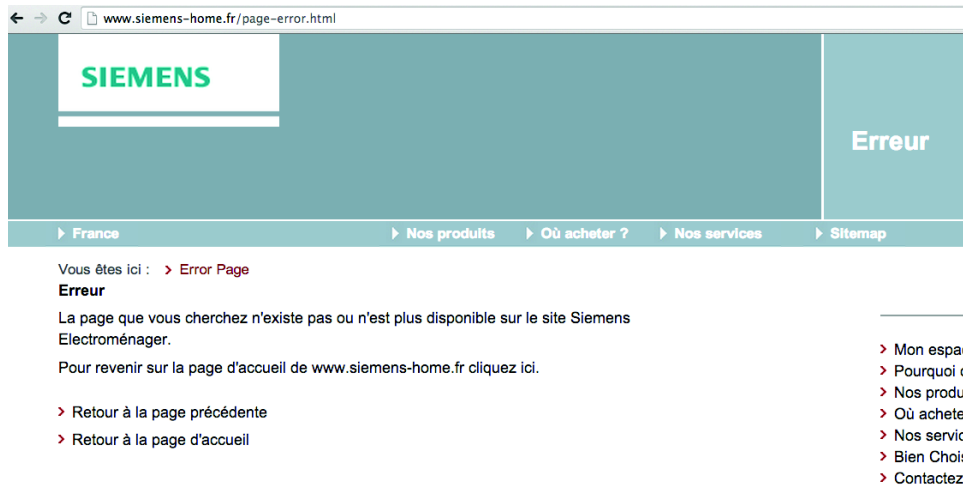 www.siemens-home.fr/page-error.html
SIEMENS
Erreur
France
Nos produits
Où acheter ?
Nos services
Sitemap
Vous êtes ici :
Error Page
Erreur
La page que vous cherchez n'existe pas ou n'est plus disponible sur le site Siemens
Electroménager.
Pour revenir sur la page d'accueil de www.siemens-home.fr cliquez ici.
Retour à la page précédente
Retour à la page d'accueil
Mon espa
Pourquoi
Nos produ
Où achete
Nos servic
Bien Chois
Contactez